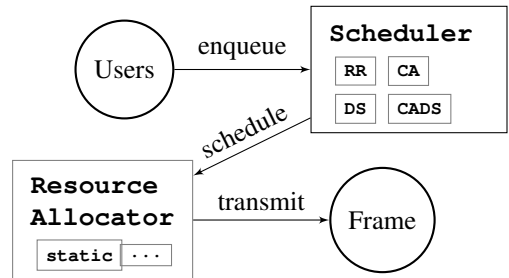 Users
enqueue
Scheduler
RR CA
DS CADS
schedule
Resource
Allocator
static ...
transmit
Frame